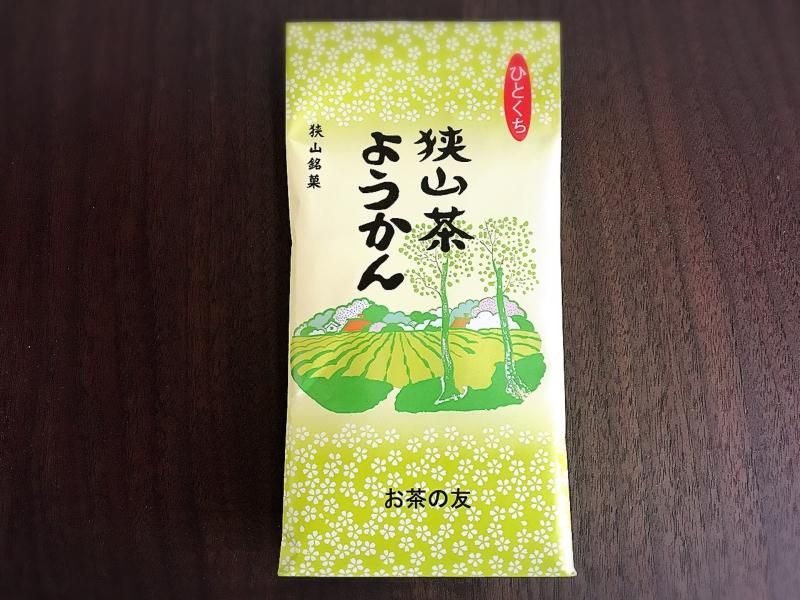 ひとくち
狭山茶
ようかん
狭山銘菓
お茶の友